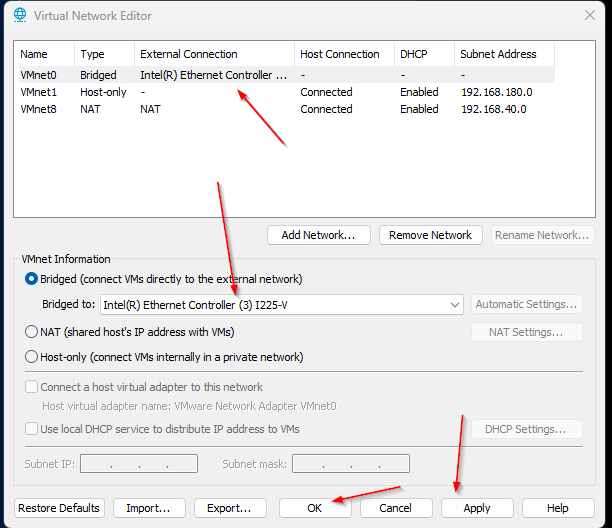 Virtual Network Editor
Name Type External Connection Host Connection DHCP Subnet Address
VMnet0 Bridged Intel(R) Ethernet Controller ... - - -
VMnet1 Host-only - Connected Enabled 192.168.180.0
VMnet8 NAT NAT Connected Enabled 192.168.40.0
Add Network... Remove Network Rename Network...
VMnet Information
Bridged (connect VMs directly to the external network)
Bridged to: Intel(R) Ethernet Controller (3) I225-V Automatic Settings...
NAT (shared host's IP address with VMs) NAT Settings...
Host-only (connect VMs internally in a private network)
Connect a host virtual adapter to this network
Host virtual adapter name: VMware Network Adapter VMnet0
Use local DHCP service to distribute IP address to VMs DHCP Settings...
Subnet IP: . . . Subnet mask: . . .
Restore Defaults Import... Export... OK Cancel Apply Help